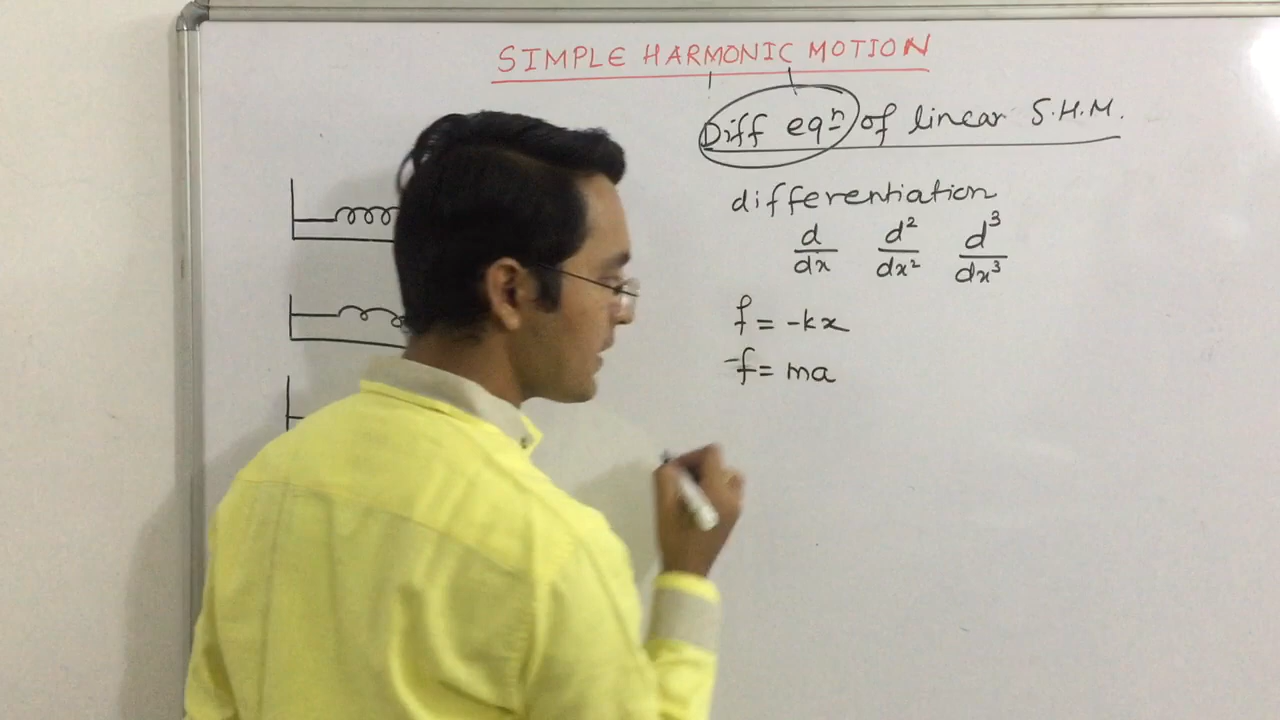 SIMPLE HARMONIC MOTION
Diff eqⁿ of linear S.H.M.
differentiation
d/dx d²/dx² d³/dx³
f = -kx
f = ma